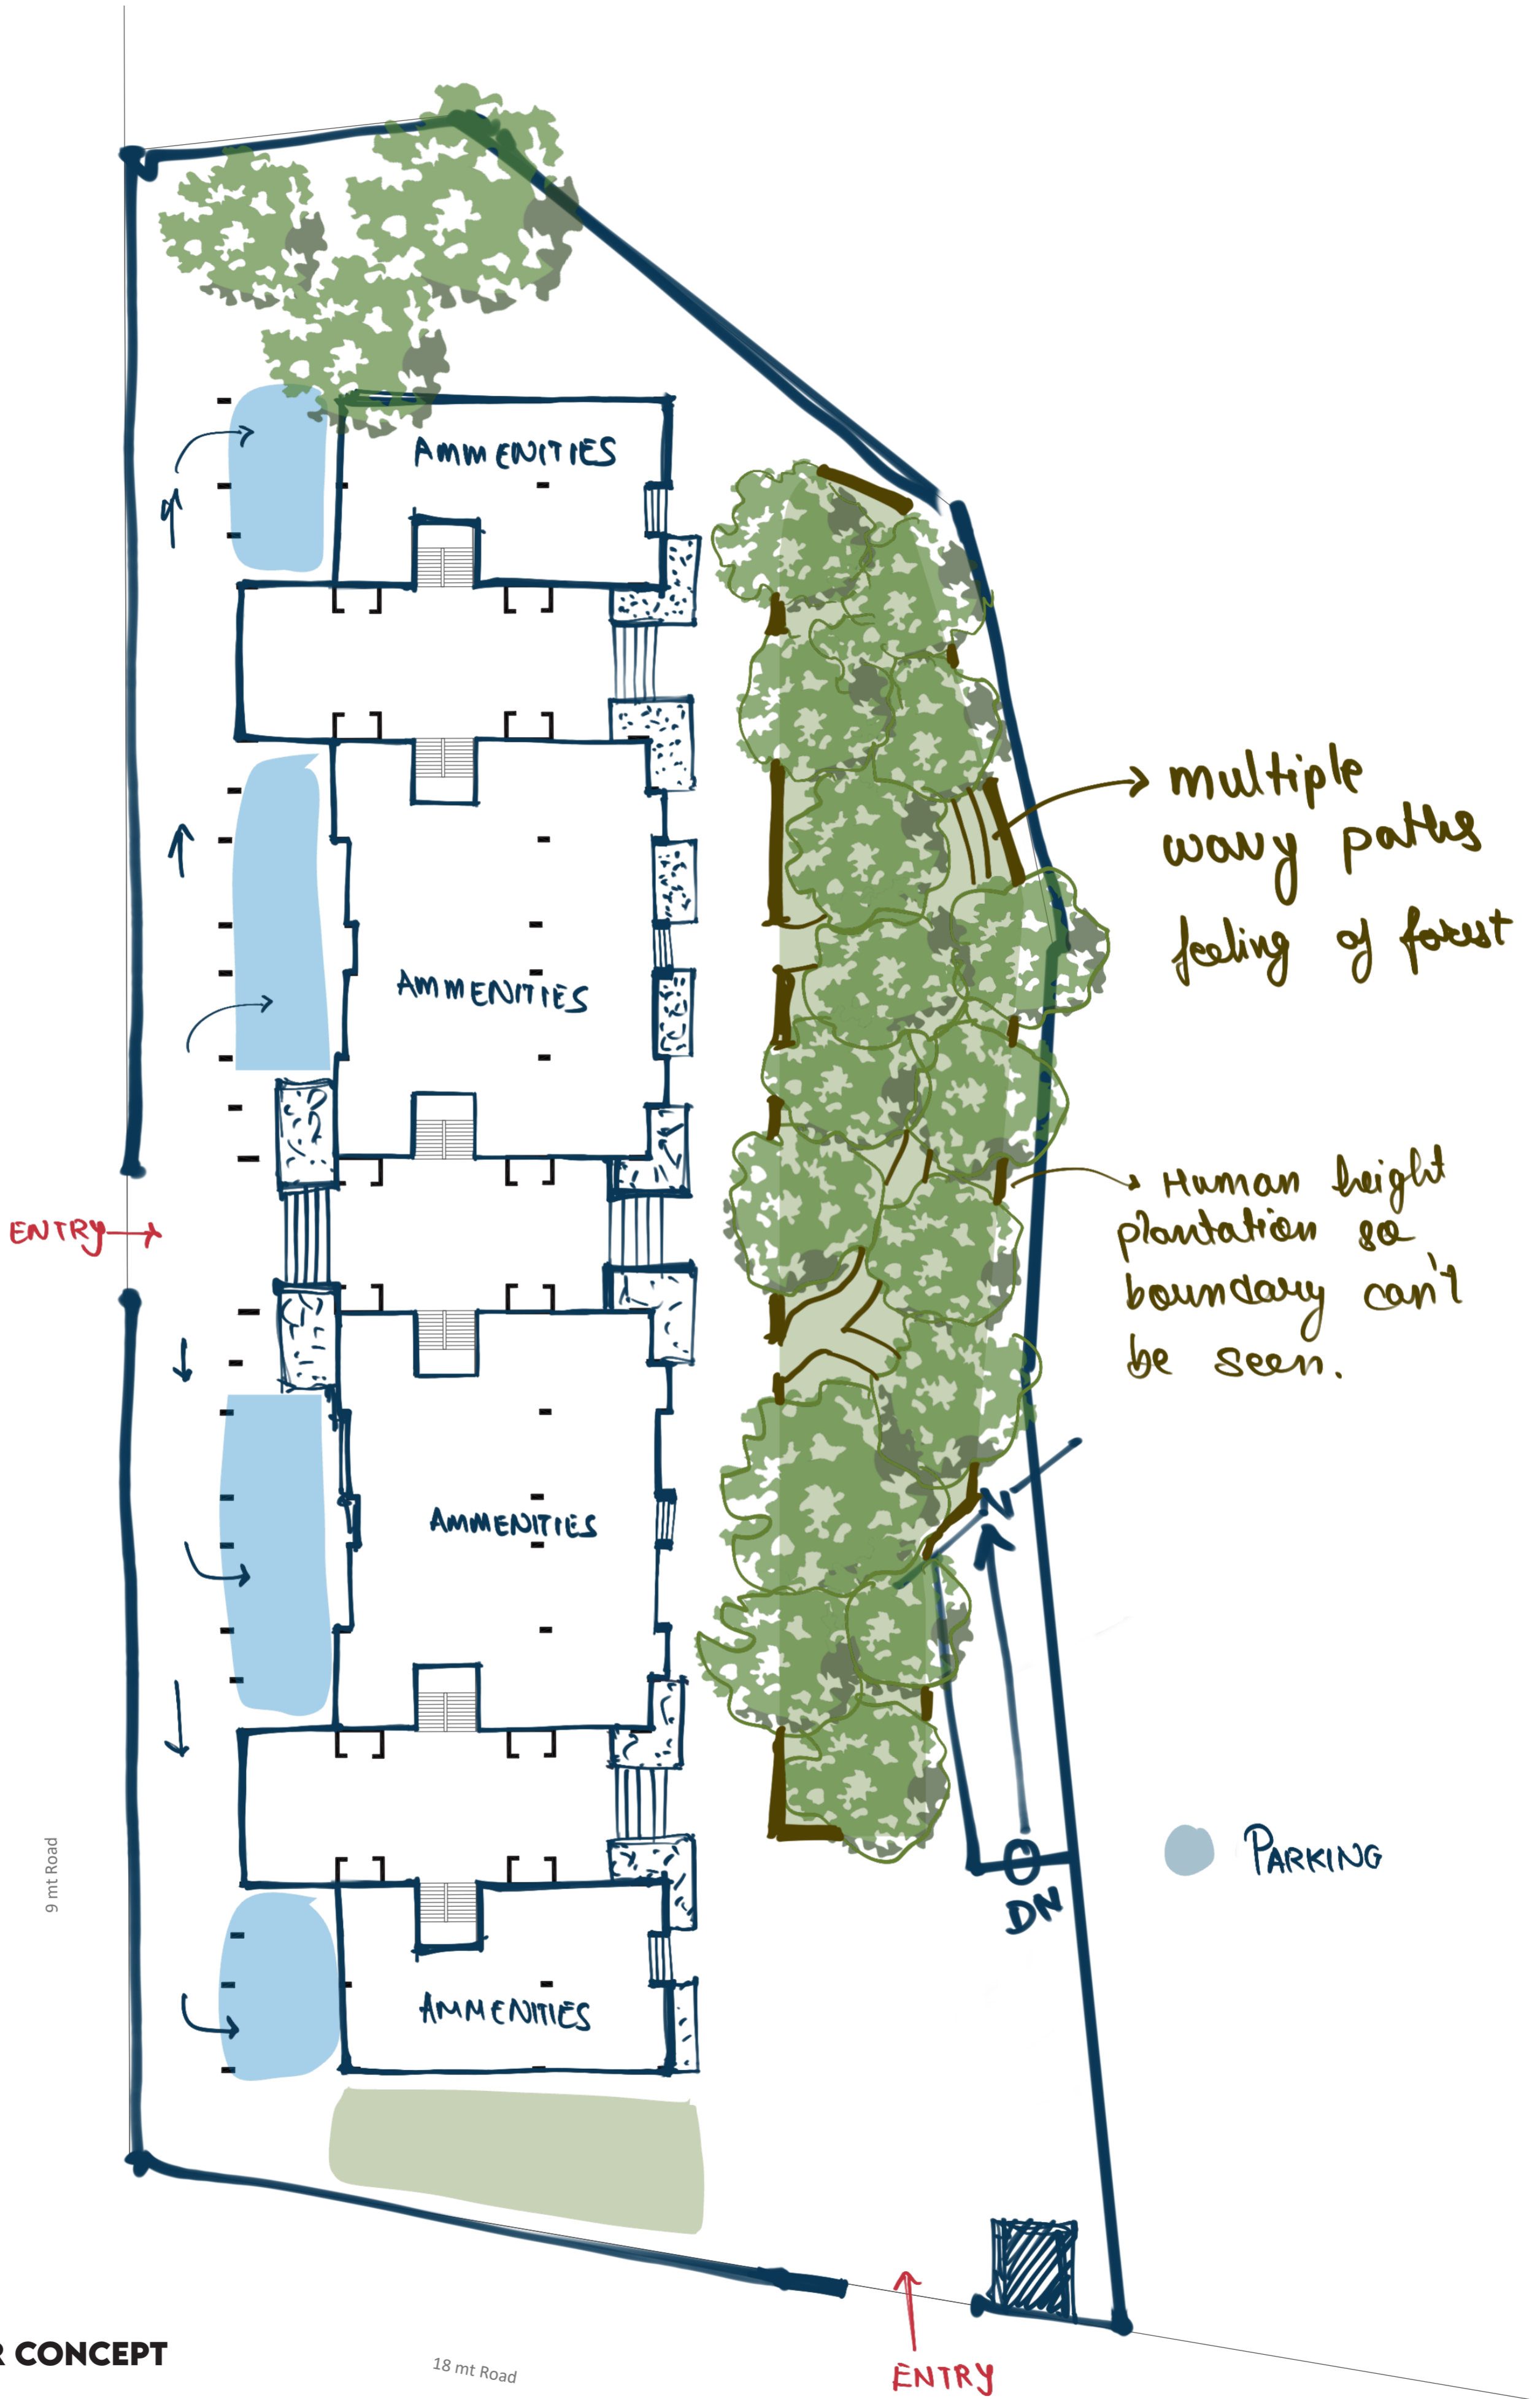 AMMENITIES
multiple
wavy paths
feeling of forest
AMMENITIES
Human height
plantation so
boundary can't
be seen.
ENTRY
AMMENITIES
N
PARKING
DN
9 mt Road
AMMENITIES
R CONCEPT
18 mt Road
ENTRY